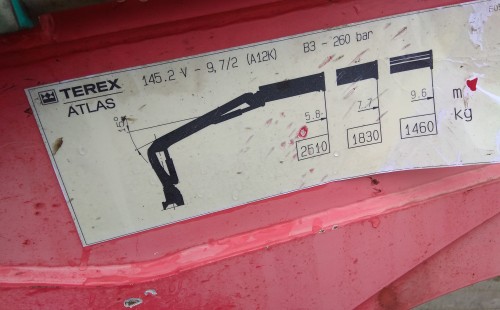 TEREX
ATLAS
145.2 V - 9,7/2 (A12K) B3 - 260 bar
15°
5.8 7.7 9.6 m
2610 1830 1460 kg